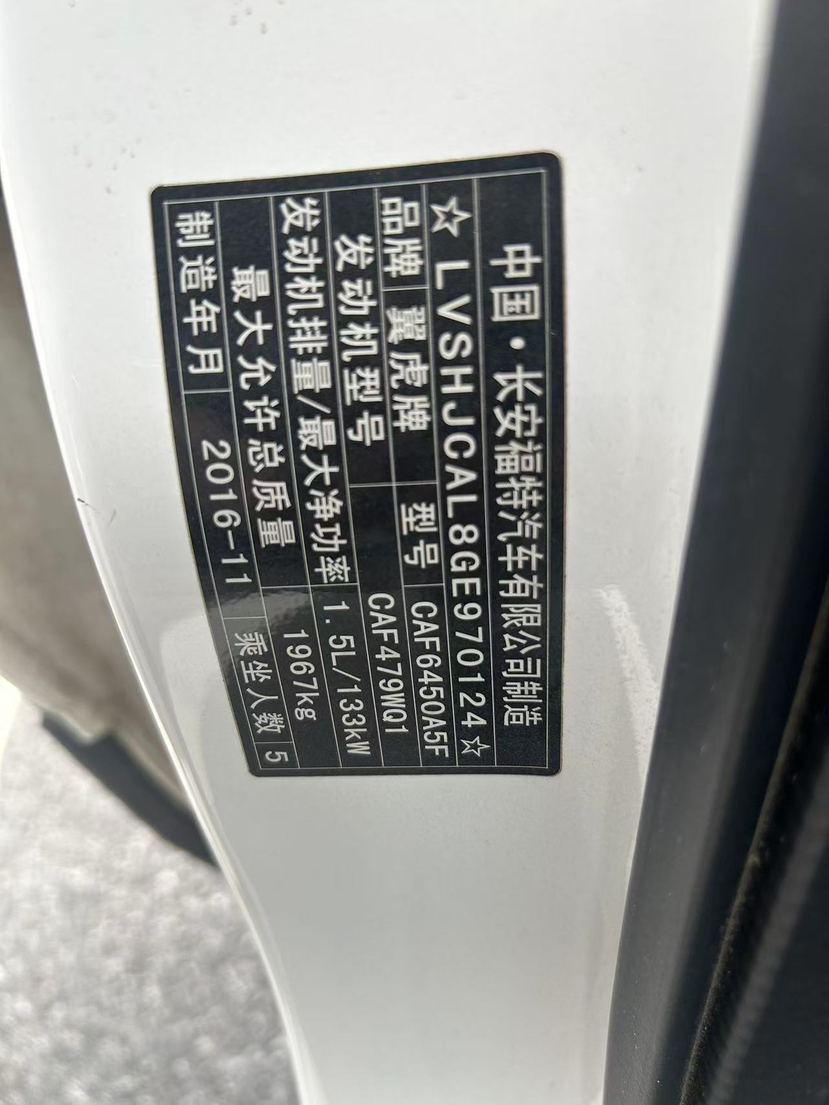 中国·长安福特汽车有限公司制造
☆LVSHJCAL8GE970124☆
品牌 翼虎牌 型号 CAF6450A5F
发动机型号 CAF479WQ1
发动机排量/最大净功率 1.5L/133kW
最大允许总质量 1967kg
制造年月 2016-11 乘坐人数 5